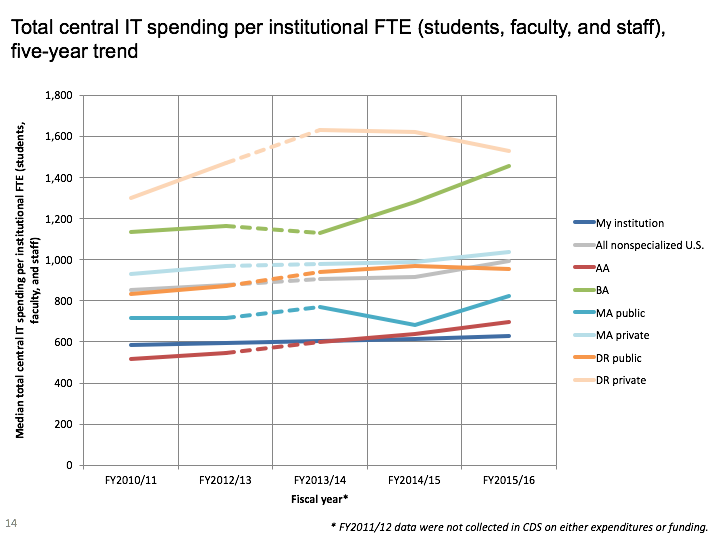 Total central IT spending per institutional FTE (students, faculty, and staff),
five-year trend
Median total central IT spending per institutional FTE (students,
faculty, and staff)
1,800
1,600
1,400
1,200
1,000
800
600
400
200
0
FY2010/11 FY2012/13 FY2013/14 FY2014/15 FY2015/16
Fiscal year*
My institution
All nonspecialized U.S.
AA
BA
MA public
MA private
DR public
DR private
14
* FY2011/12 data were not collected in CDS on either expenditures or funding.